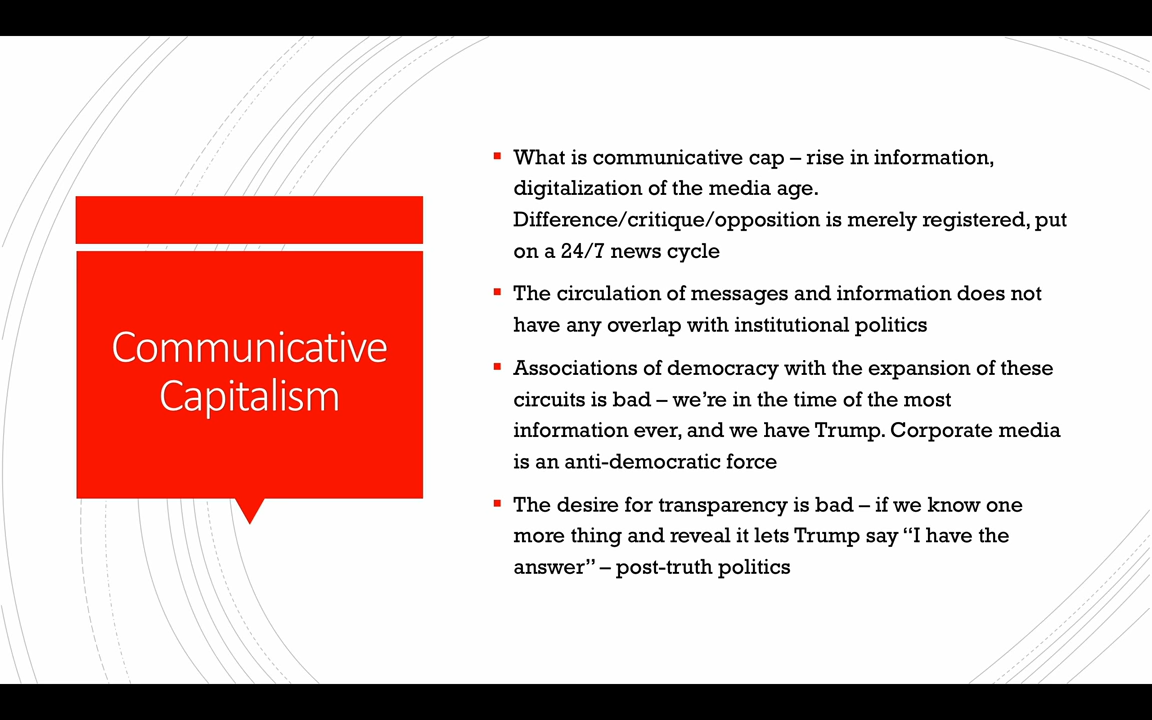 Communicative
Capitalism
What is communicative cap – rise in information,
digitalization of the media age.
Difference/critique/opposition is merely registered, put
on a 24/7 news cycle
The circulation of messages and information does not
have any overlap with institutional politics
Associations of democracy with the expansion of these
circuits is bad – we’re in the time of the most
information ever, and we have Trump. Corporate media
is an anti-democratic force
The desire for transparency is bad – if we know one
more thing and reveal it lets Trump say “I have the
answer” – post-truth politics